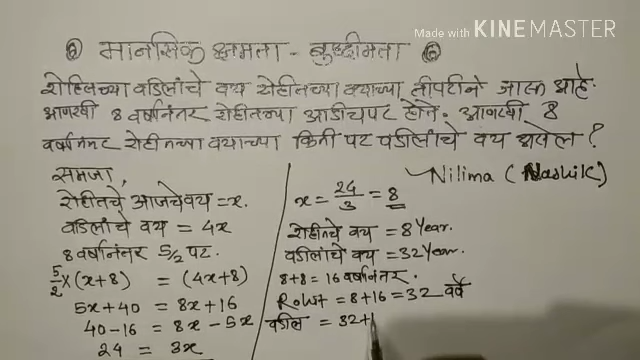 Made with KINEMASTER
मानसिक क्षमता - बुद्धीमता
रोहितच्या वडिलांचे वय रोहीतच्या वयाच्या तीपटीने जास्त आहे.
आणखी 8 वर्षानंतर रोहीतच्या अडीचपट होते. आणखी 8
वर्षानंतर रोहीतच्या वयाच्या किती पट वडीलांचे वय असेल ?
समजा,
रोहीतचे आजचे वय = x.
वडीलांचे वय = 4x
8 वर्षानंतर 5/2 पट.
5/2 x (x+8) = (4x+8)
5x+40 = 8x+16
40-16 = 8x - 5x
24 = 3x
Nilima (Nashik)
x = 24/3 = 8
रोहीतचे वय = 8 Year.
वडिलांचे वय = 32 Year.
8+8 = 16 वर्षानंतर.
= 8+16 = 32 वर्षे
वडील = 32+1